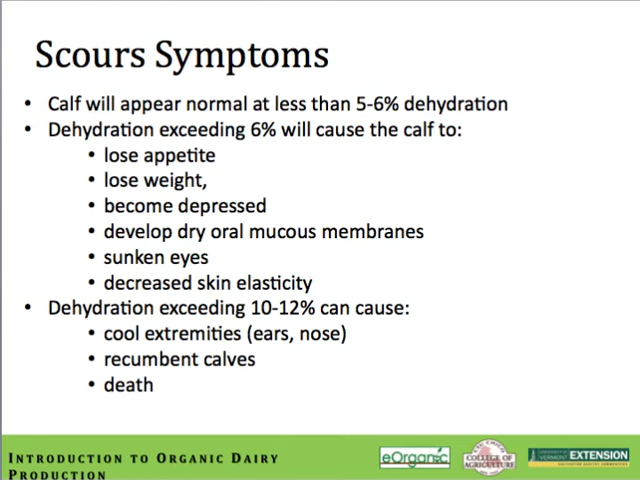 Scours Symptoms
• Calf will appear normal at less than 5-6% dehydration
• Dehydration exceeding 6% will cause the calf to:
• lose appetite
• lose weight,
• become depressed
• develop dry oral mucous membranes
• sunken eyes
• decreased skin elasticity
• Dehydration exceeding 10-12% can cause:
• cool extremities (ears, nose)
• recumbent calves
• death
INTRODUCTION TO ORGANIC DAIRY
PRODUCTION
eOrganic
COLLEGE OF
AGRICULTURE
VERMONT EXTENSION